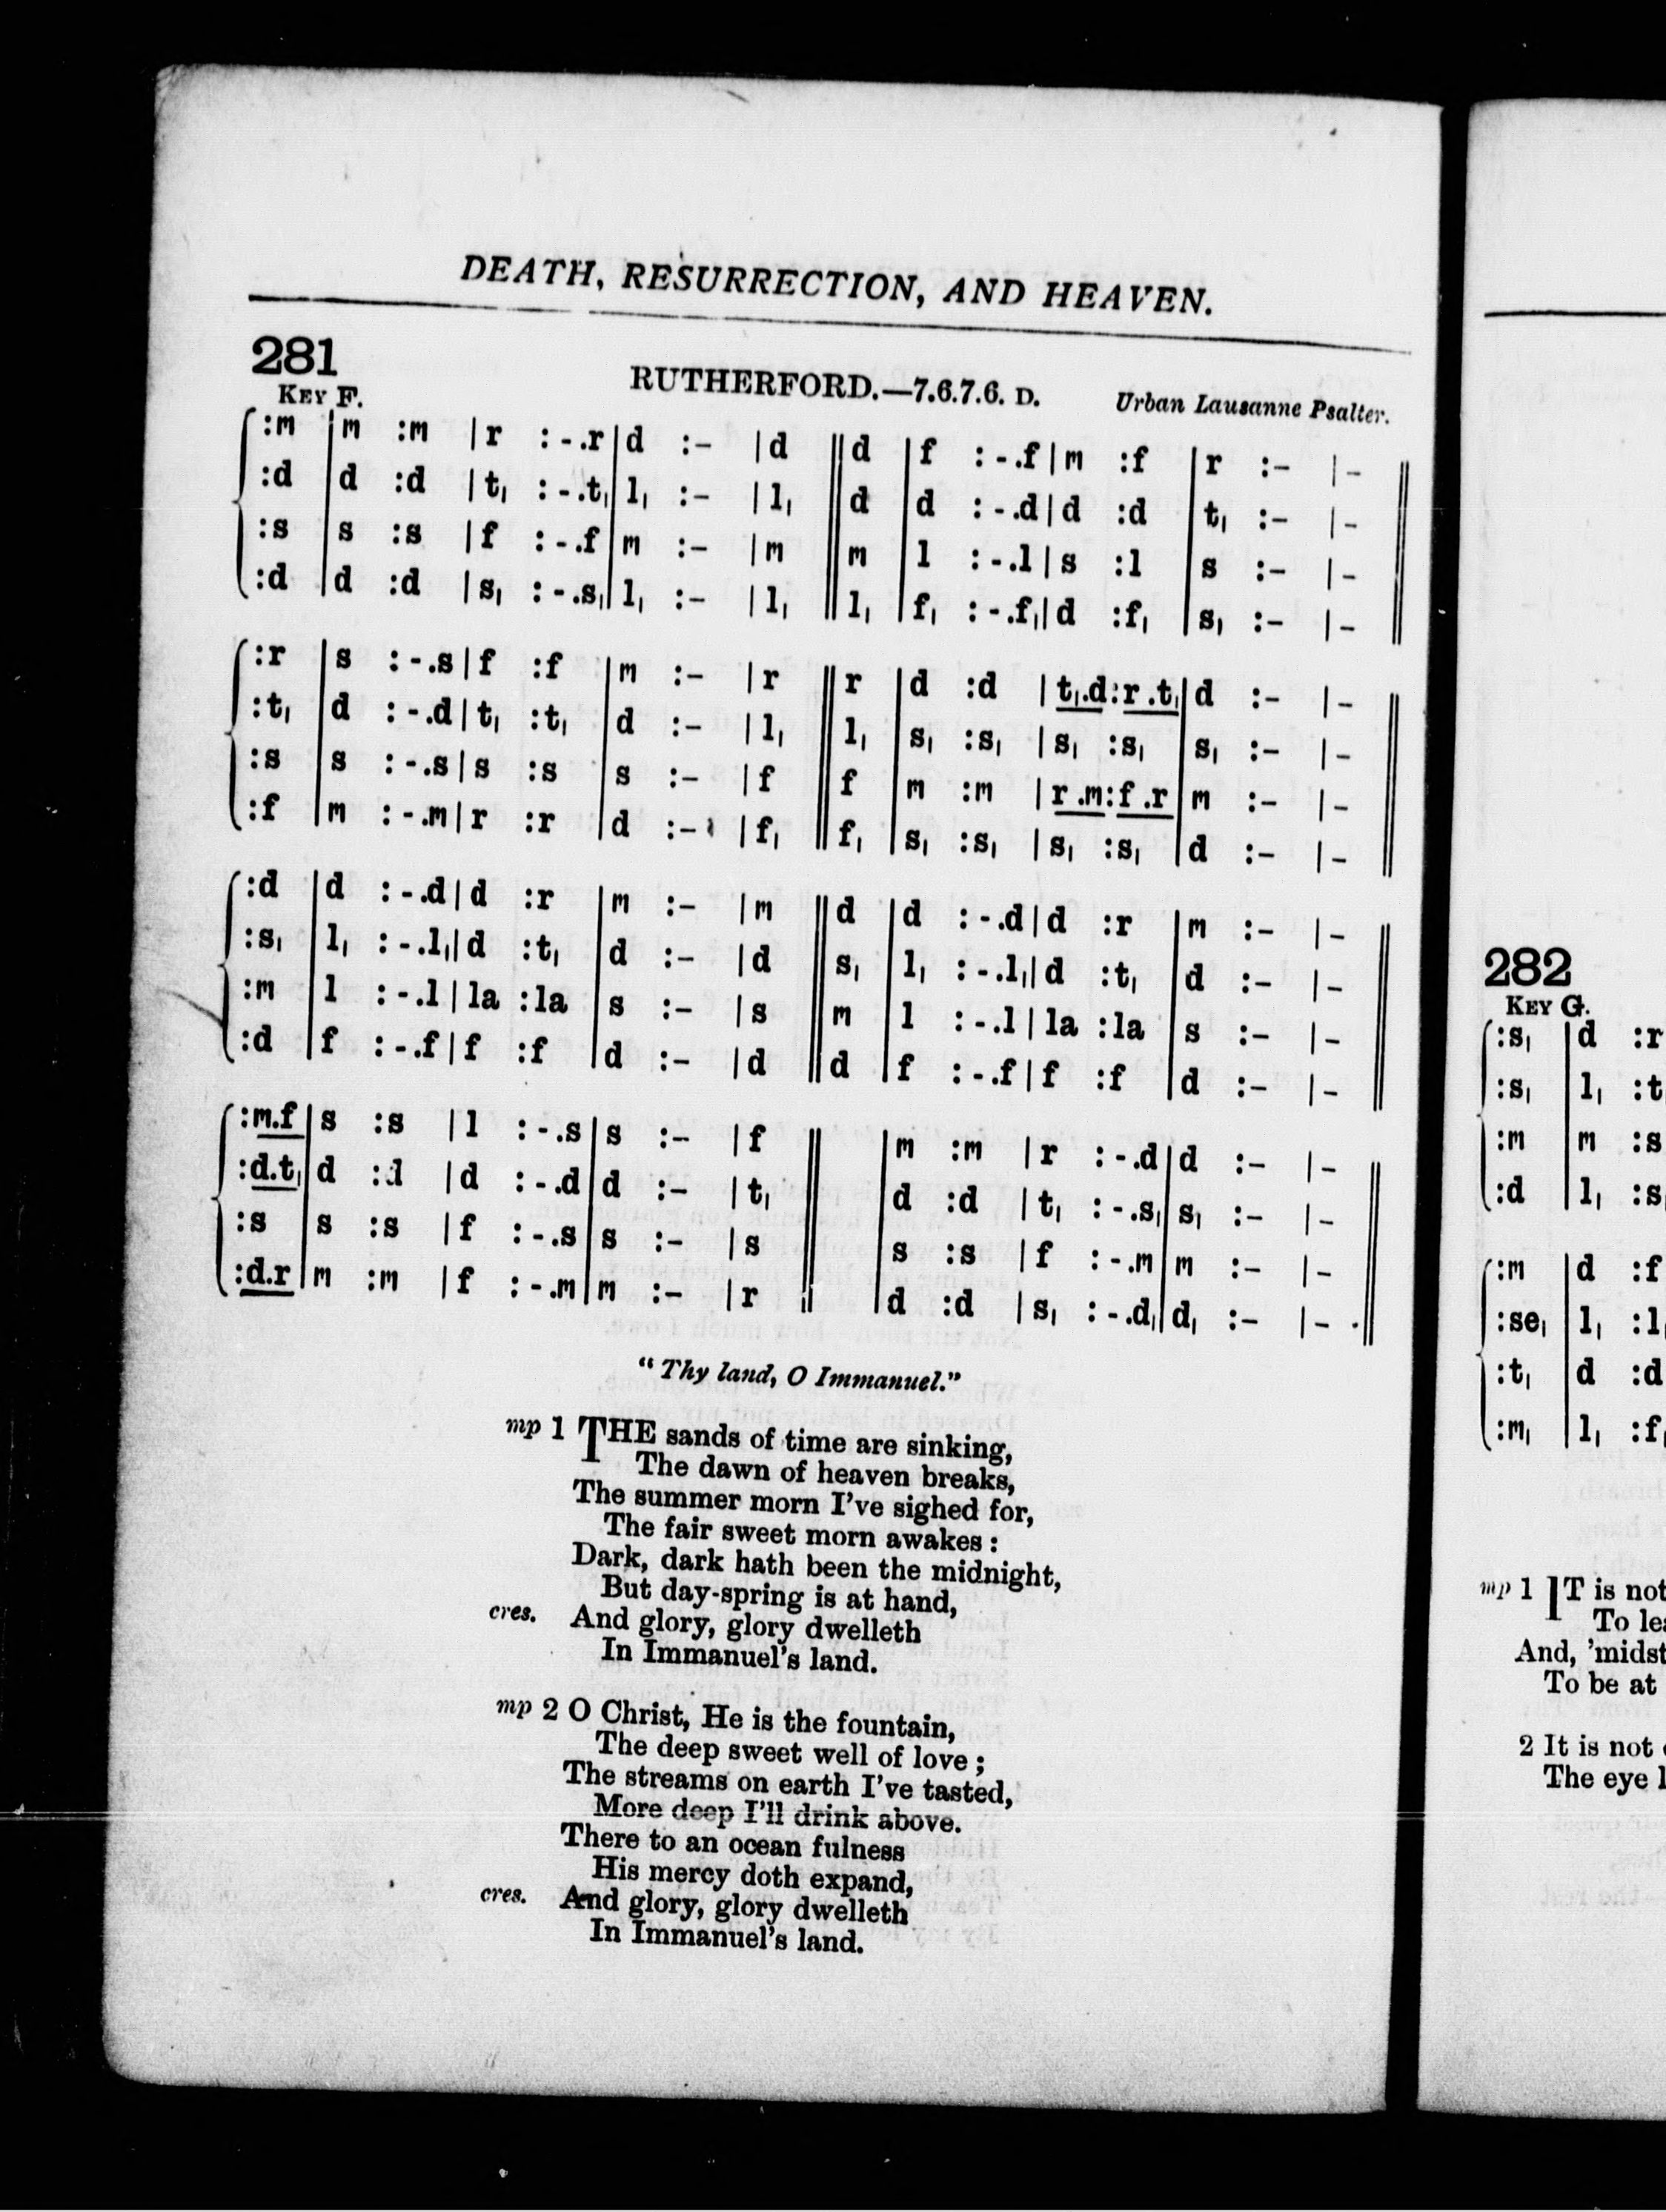 DEATH, RESURRECTION, AND HEAVEN.
281
KEY F.
RUTHERFORD.—7.6.7.6. D.
Urban Lausanne Psalter.
:m |m :m |r :-.r|d :- |d ‖d |f :-.f|m :f |r :- |- ‖
:d |d :d |t, :-.t,|l, :- |l, ‖d |d :-.d|d :d |t, :- |- ‖
:s |s :s |f :-.f|m :- |m ‖m |l :-.l|s :l |s :- |- ‖
:d |d :d |s, :-.s,|l, :- |l, ‖l, |f, :-.f,|d :f, |s, :- |- ‖
:r |s :-.s|f :f |m :- |r ‖r |d :d |t,.d:r.t,|d :- |- ‖
:t, |d :-.d|t, :t, |d :- |l, ‖l, |s, :s, |s, :s, |s, :- |- ‖
:s |s :-.s|s :s |s :- |f ‖f |m :m |r.m:f.r|m :- |- ‖
:f |m :-.m|r :r |d :- |f, ‖f, |s, :s, |s, :s, |d :- |- ‖
:d |d :-.d|d :r |m :- |m ‖d |d :-.d|d :r |m :- |- ‖
:s, |l, :-.l,|d :t, |d :- |d ‖s, |l, :-.l,|d :t, |d :- |- ‖
:m |l :-.l|la :la |s :- |s ‖m |l :-.l|la :la |s :- |- ‖
:d |f :-.f|f :f |d :- |d ‖d |f :-.f|f :f |d :- |- ‖
:m.f|s :s |l :-.s|s :- |f ‖ |m :m |r :-.d|d :- |- ‖
:d.t,|d :d |d :-.d|d :- |t, ‖ |d :d |t, :-.s,|s, :- |- ‖
:s |s :s |f :-.s|s :- |s ‖ |s :s |f :-.m|m :- |- ‖
:d.r|m :m |f :-.m|m :- |r ‖ |d :d |s, :-.d,|d, :- |- ‖
"Thy land, O Immanuel."
mp 1 THE sands of time are sinking,
The dawn of heaven breaks,
The summer morn I've sighed for,
The fair sweet morn awakes :
Dark, dark hath been the midnight,
But day-spring is at hand,
cres. And glory, glory dwelleth
In Immanuel's land.
mp 2 O Christ, He is the fountain,
The deep sweet well of love ;
The streams on earth I've tasted,
More deep I'll drink above.
There to an ocean fulness
His mercy doth expand,
cres. And glory, glory dwelleth
In Immanuel's land.
282
KEY G.
:s, |d :r
:s, |l, :t
:m |m :s
:d |l, :s
:m |d :f
:se, |l, :l,
:t, |d :d
:m, |l, :f,
mp 1 IT is not
To
And, 'midst
To be at
2 It is not
The eye